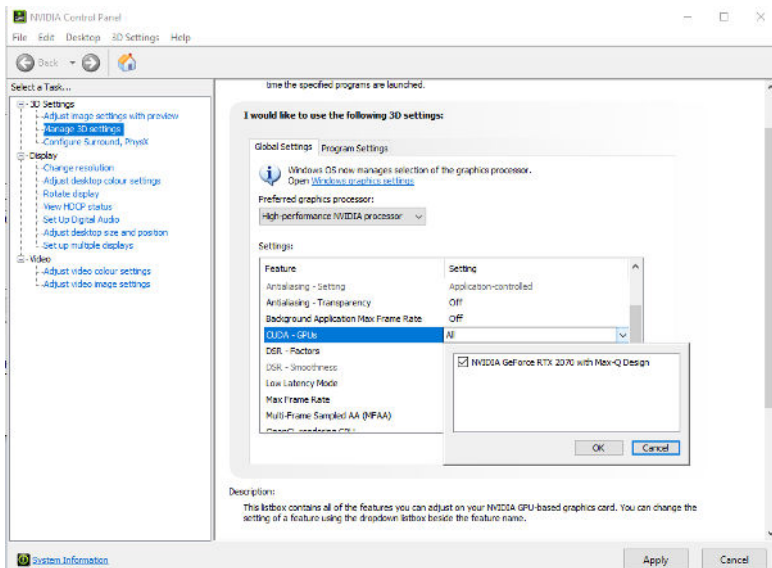 NVIDIA Control Panel
File Edit Desktop 3D Settings Help
Back
Select a Task...
3D Settings
Adjust image settings with preview
Manage 3D settings
Configure Surround, PhysX
Display
Change resolution
Adjust desktop colour settings
Rotate display
View HDCP status
Set Up Digital Audio
Adjust desktop size and position
Set up multiple displays
Video
Adjust video colour settings
Adjust video image settings
System Information
time the specified programs are launched.
I would like to use the following 3D settings:
Global Settings Program Settings
Windows OS now manages selection of the graphics processor.
Open Windows graphics settings
Preferred graphics processor:
High-performance NVIDIA processor
Settings:
Feature Setting
Antialiasing - Setting Application-controlled
Antialiasing - Transparency Off
Background Application Max Frame Rate Off
CUDA - GPUs All
DSR - Factors
DSR - Smoothness
Low Latency Mode
Max Frame Rate
Multi-Frame Sampled AA (MFAA)
OpenGL rendering GPU
NVIDIA GeForce RTX 2070 with Max-Q Design
OK Cancel
Description:
This listbox contains all of the features you can adjust on your NVIDIA GPU-based graphics card. You can change the
setting of a feature using the dropdown listbox beside the feature name.
Apply Cancel